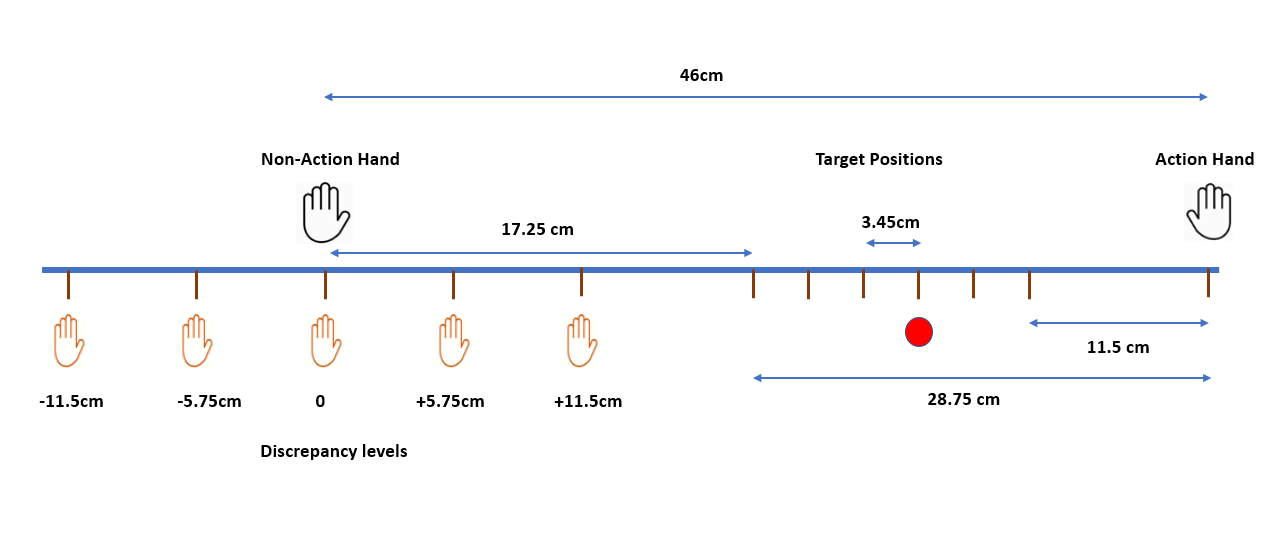 46cm
Non-Action Hand
Target Positions
Action Hand
3.45cm
17.25 cm
11.5 cm
-11.5cm
-5.75cm
0
+5.75cm
+11.5cm
28.75 cm
Discrepancy levels